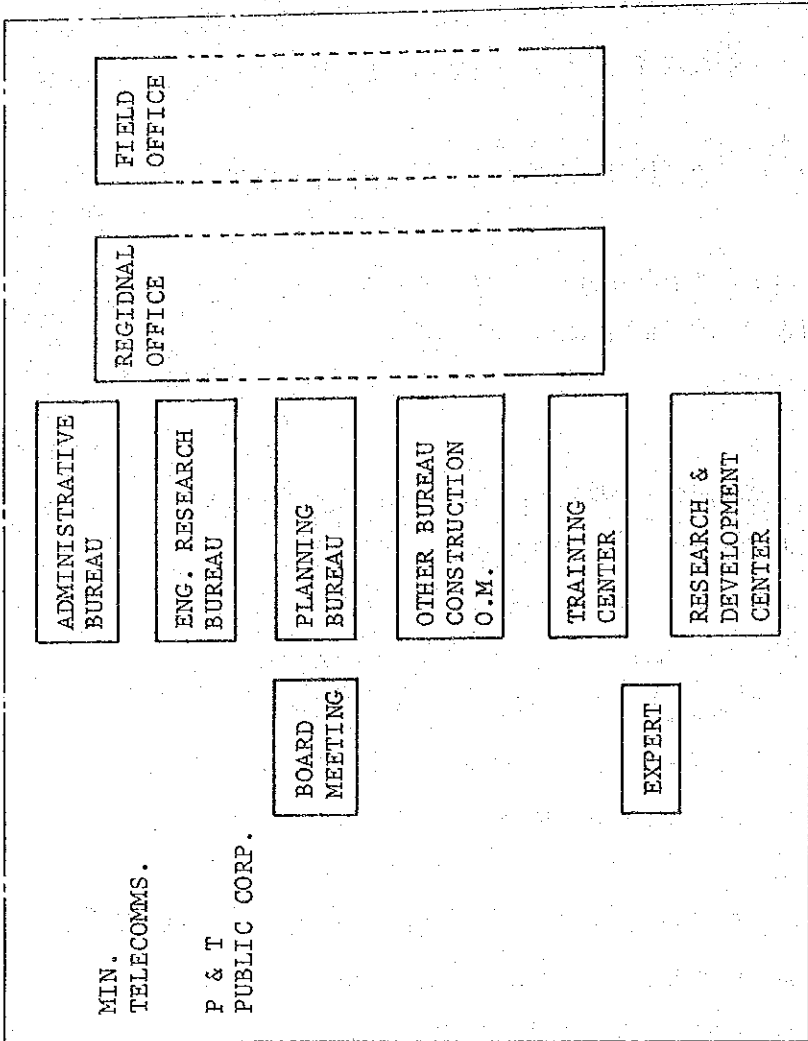 MIN.
TELECOMMS.
P & T
PUBLIC CORP.
BOARD
MEETING
EXPERT
ADMINISTRATIVE
BUREAU
ENG. RESEARCH
BUREAU
PLANNING
BUREAU
OTHER BUREAU
CONSTRUCTION
O.M.
TRAINING
CENTER
RESEARCH &
DEVELOPMENT
CENTER
REGIDNAL
OFFICE
FIELD
OFFICE